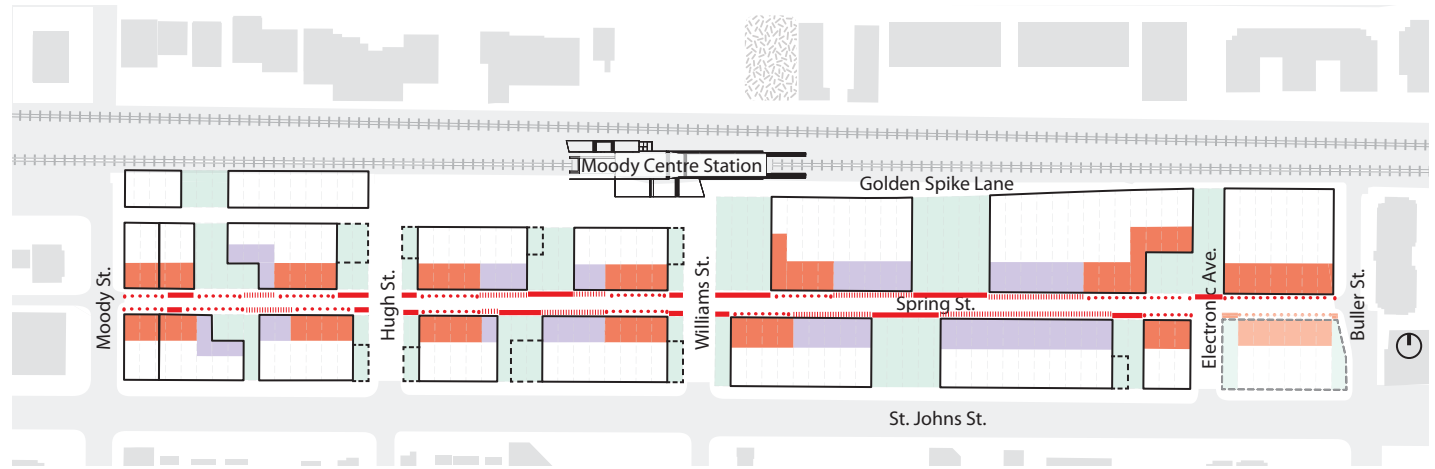 Moody Centre Station
Golden Spike Lane
Moody St.
Hugh St.
Williams St.
Spring St.
Electronic Ave.
Buller St.
St. Johns St.